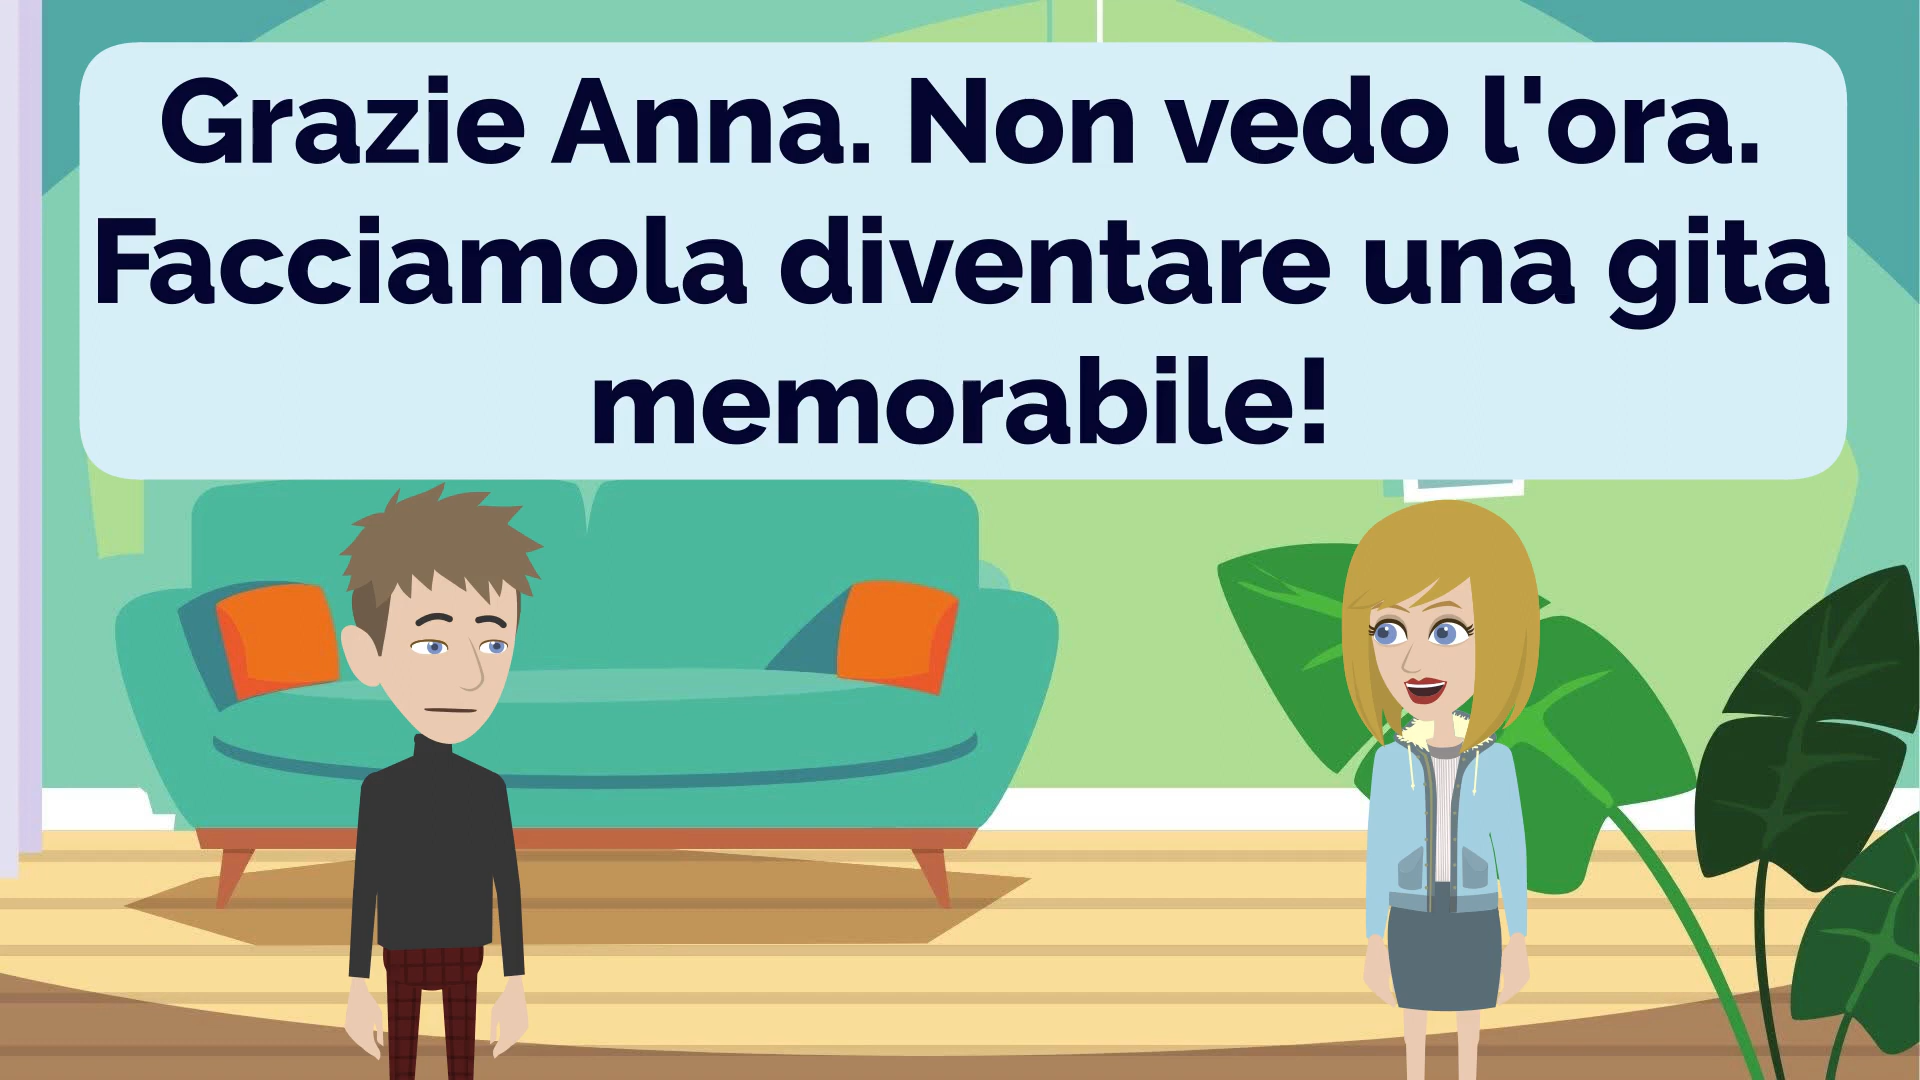 Grazie Anna. Non vedo l'ora.
Facciamola diventare una gita
memorabile!